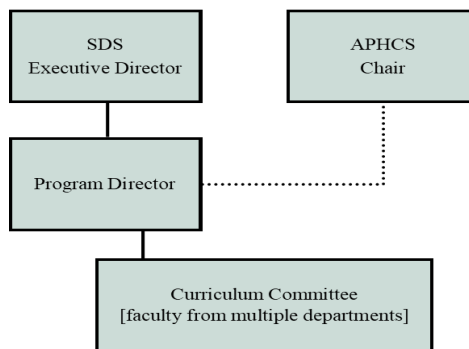 SDS
Executive Director
APHCS
Chair
Program Director
Curriculum Committee
[faculty from multiple departments]